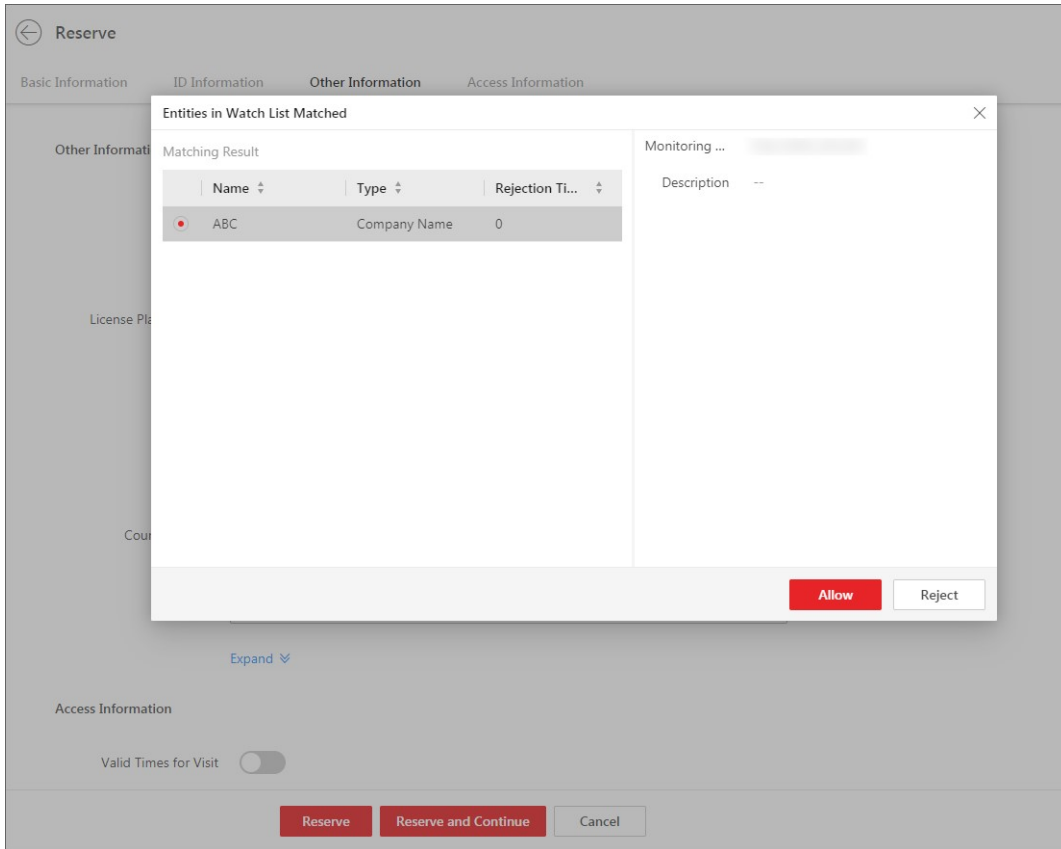 Reserve
Basic Information ID Information Other Information Access Information
Entities in Watch List Matched
Other Informati
Matching Result
Name Type Rejection Ti...
ABC Company Name 0
Monitoring ...
Description --
License Pla
Cour
Allow Reject
Expand
Access Information
Valid Times for Visit
Reserve Reserve and Continue Cancel